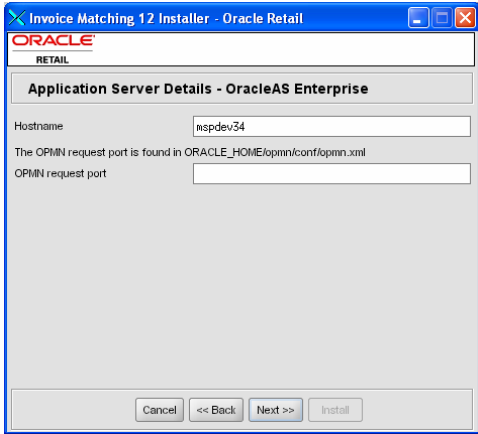 Invoice Matching 12 Installer - Oracle Retail
ORACLE
RETAIL
Application Server Details - OracleAS Enterprise
Hostname mspdev34
The OPMN request port is found in ORACLE_HOME/opmn/conf/opmn.xml
OPMN request port
Cancel << Back Next >> Install